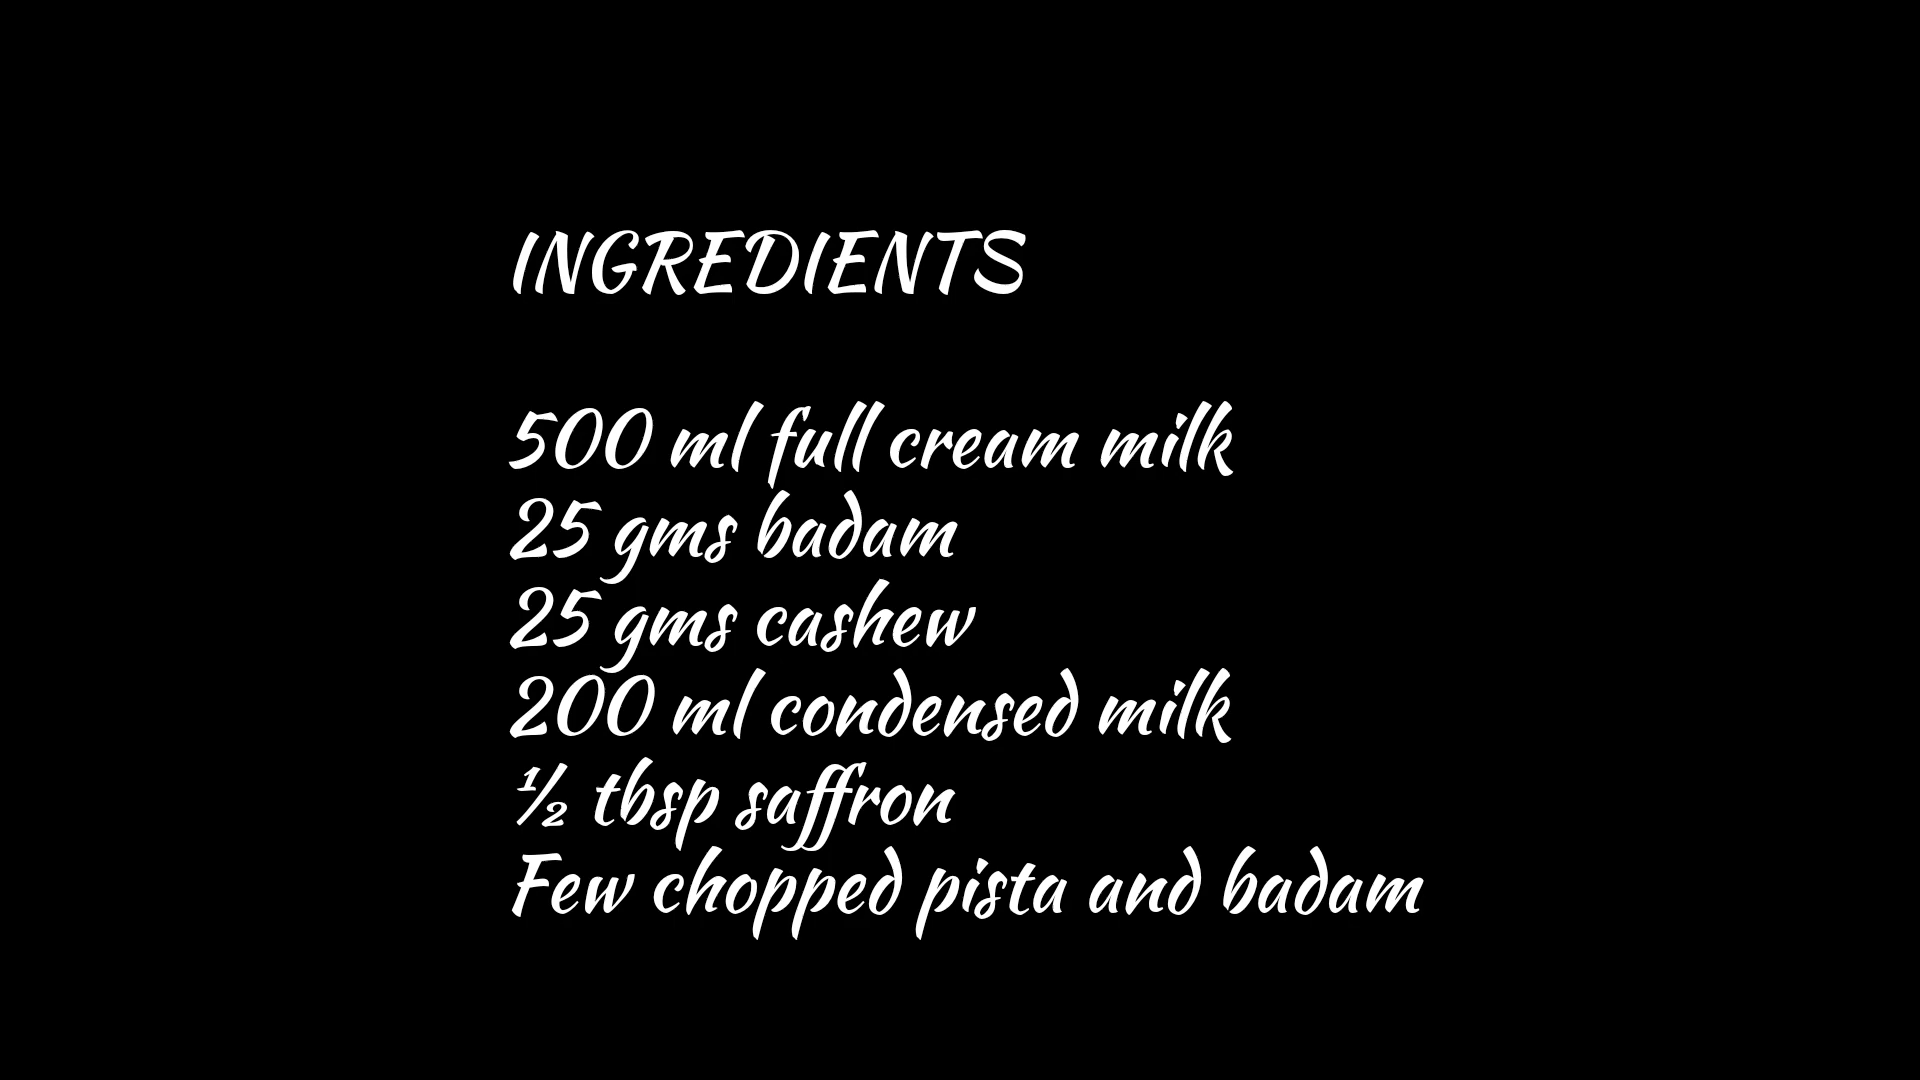 INGREDIENTS
500 ml full cream milk
25 gms badam
25 gms cashew
200 ml condensed milk
½ tbsp saffron
Few chopped pista and badam